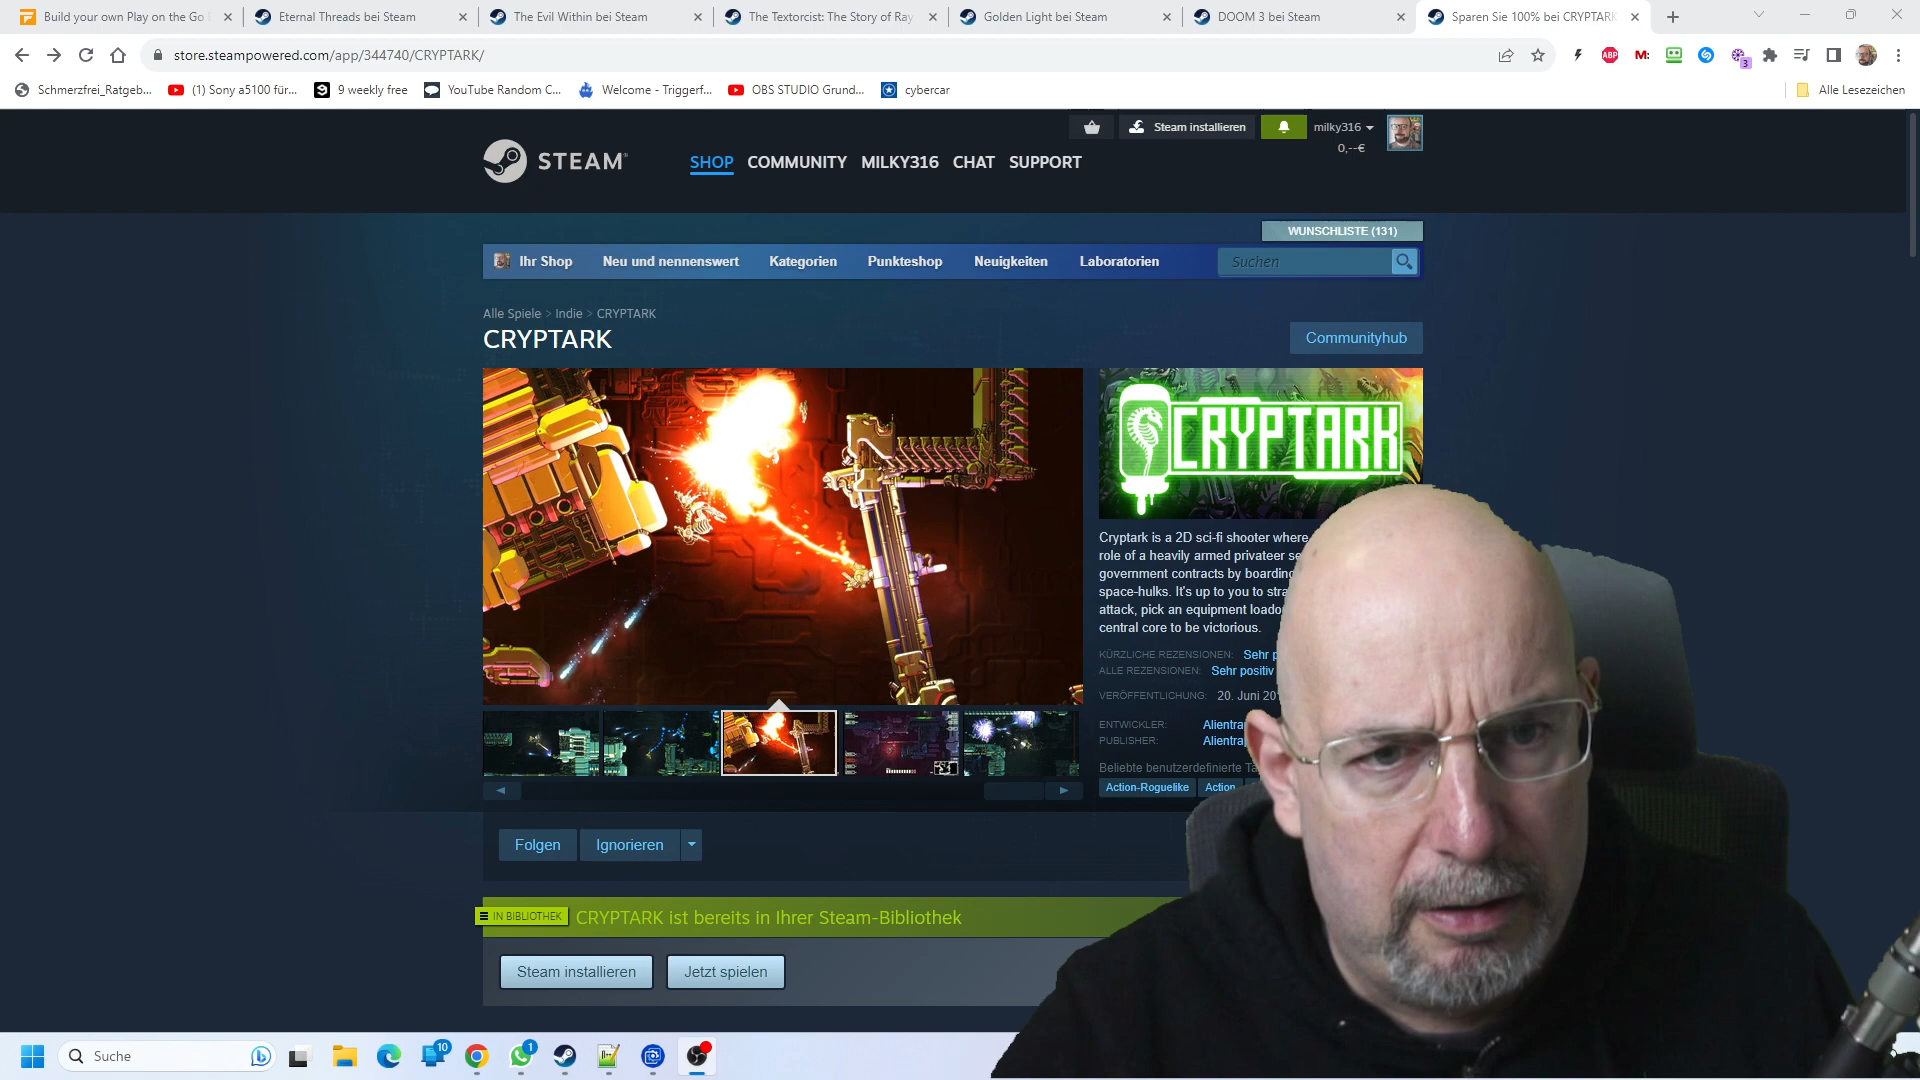 Build your own Play on the Go
Eternal Threads bei Steam
The Evil Within bei Steam
The Textorcist: The Story of Ray
Golden Light bei Steam
DOOM 3 bei Steam
Sparen Sie 100% bei CRYPTARK
store.steampowered.com/app/344740/CRYPTARK/
ABP
M:
3
Schmerzfrei_Ratgeb...
(1) Sony a5100 für...
9 weekly free
YouTube Random C...
Welcome - Triggerf...
OBS STUDIO Grund...
cybercar
Alle Lesezeichen
Steam installieren
milky316
0,--€
STEAM
SHOP
COMMUNITY
MILKY316
CHAT
SUPPORT
WUNSCHLISTE (131)
Ihr Shop
Neu und nennenswert
Kategorien
Punkteshop
Neuigkeiten
Laboratorien
Suchen
Alle Spiele > Indie > CRYPTARK
CRYPTARK
Communityhub
CRYPTARK
Cryptark is a 2D sci-fi shooter where
role of a heavily armed privateer
government contracts by boarding
space-hulks. It's up to you to
attack, pick an equipment
central core to be victorious.
KÜRZLICHE REZENSIONEN: Sehr
ALLE REZENSIONEN: Sehr positiv
VERÖFFENTLICHUNG: 20. Juni
ENTWICKLER:
PUBLISHER:
Beliebte benutzerdefinierte
Action-Roguelike
Action
Folgen
Ignorieren
IN BIBLIOTHEK
CRYPTARK ist bereits in Ihrer Steam-Bibliothek
Steam installieren
Jetzt spielen
Suche
10
1